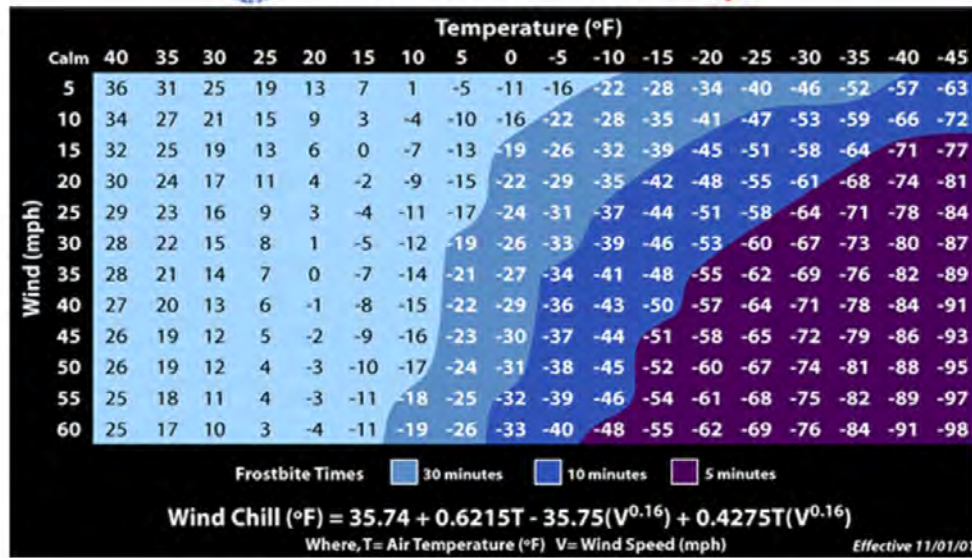 Temperature (ºF)
Calm 40 35 30 25 20 15 10 5 0 -5 -10 -15 -20 -25 -30 -35 -40 -45
5 36 31 25 19 13 7 1 -5 -11 -16 -22 -28 -34 -40 -46 -52 -57 -63
10 34 27 21 15 9 3 -4 -10 -16 -22 -28 -35 -41 -47 -53 -59 -66 -72
15 32 25 19 13 6 0 -7 -13 -19 -26 -32 -39 -45 -51 -58 -64 -71 -77
20 30 24 17 11 4 -2 -9 -15 -22 -29 -35 -42 -48 -55 -61 -68 -74 -81
25 29 23 16 9 3 -4 -11 -17 -24 -31 -37 -44 -51 -58 -64 -71 -78 -84
30 28 22 15 8 1 -5 -12 -19 -26 -33 -39 -46 -53 -60 -67 -73 -80 -87
35 28 21 14 7 0 -7 -14 -21 -27 -34 -41 -48 -55 -62 -69 -76 -82 -89
40 27 20 13 6 -1 -8 -15 -22 -29 -36 -43 -50 -57 -64 -71 -78 -84 -91
45 26 19 12 5 -2 -9 -16 -23 -30 -37 -44 -51 -58 -65 -72 -79 -86 -93
50 26 19 12 4 -3 -10 -17 -24 -31 -38 -45 -52 -60 -67 -74 -81 -88 -95
55 25 18 11 4 -3 -11 -18 -25 -32 -39 -46 -54 -61 -68 -75 -82 -89 -97
60 25 17 10 3 -4 -11 -19 -26 -33 -40 -48 -55 -62 -69 -76 -84 -91 -98
Wind (mph)
Frostbite Times 30 minutes 10 minutes 5 minutes
Wind Chill (ºF) = 35.74 + 0.6215T - 35.75(V^0.16) + 0.4275T(V^0.16)
Where, T= Air Temperature (ºF) V= Wind Speed (mph)
Effective